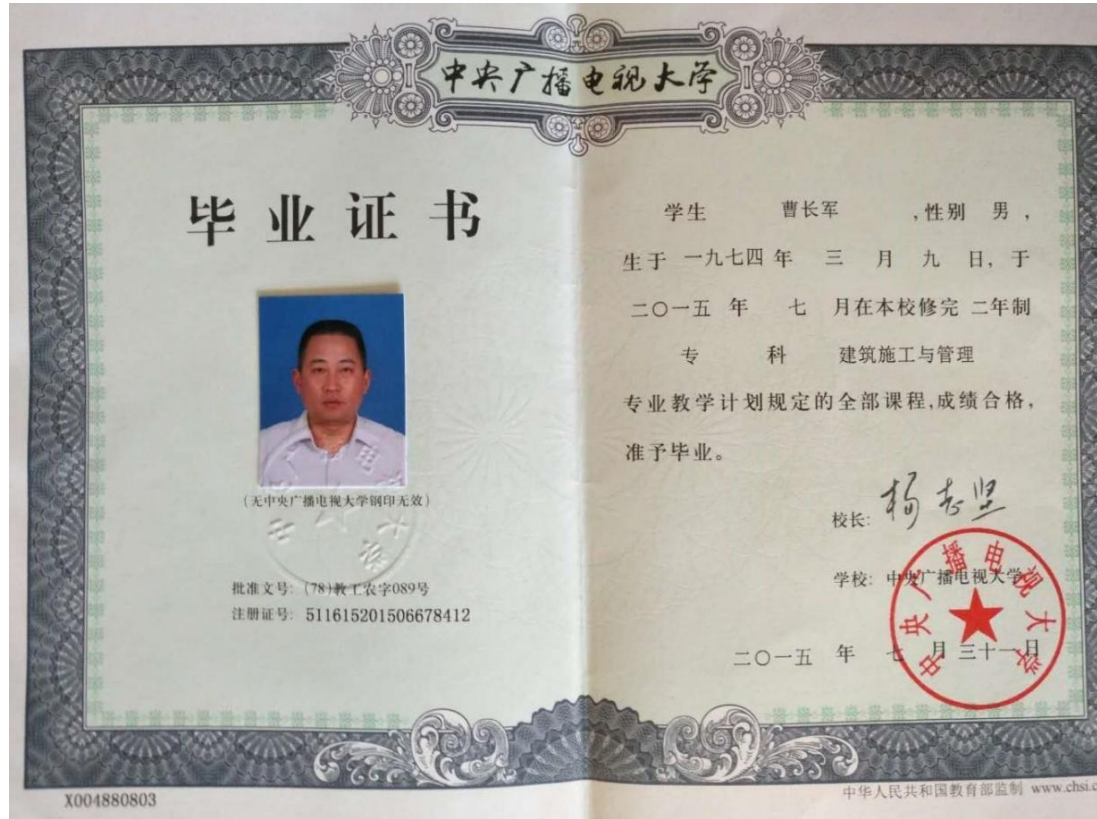 中央广播电视大学
毕业证书
(无中央广播电视大学钢印无效)
批准文号: (78)教工农字089号
注册证号: 511615201506678412
X004880803
学生 曹长军 ,性别 男,
生于 一九七四 年 三 月 九 日, 于
二〇一五 年 七 月在本校修完 二年制
专 科 建筑施工与管理
专业教学计划规定的全部课程,成绩合格,
准予毕业。
校长: 杨志坚
学校: 中央广播电视大学
二〇一五 年 七 月 三十一日
中央广播电视大学
中华人民共和国教育部监制 www.chsi.c